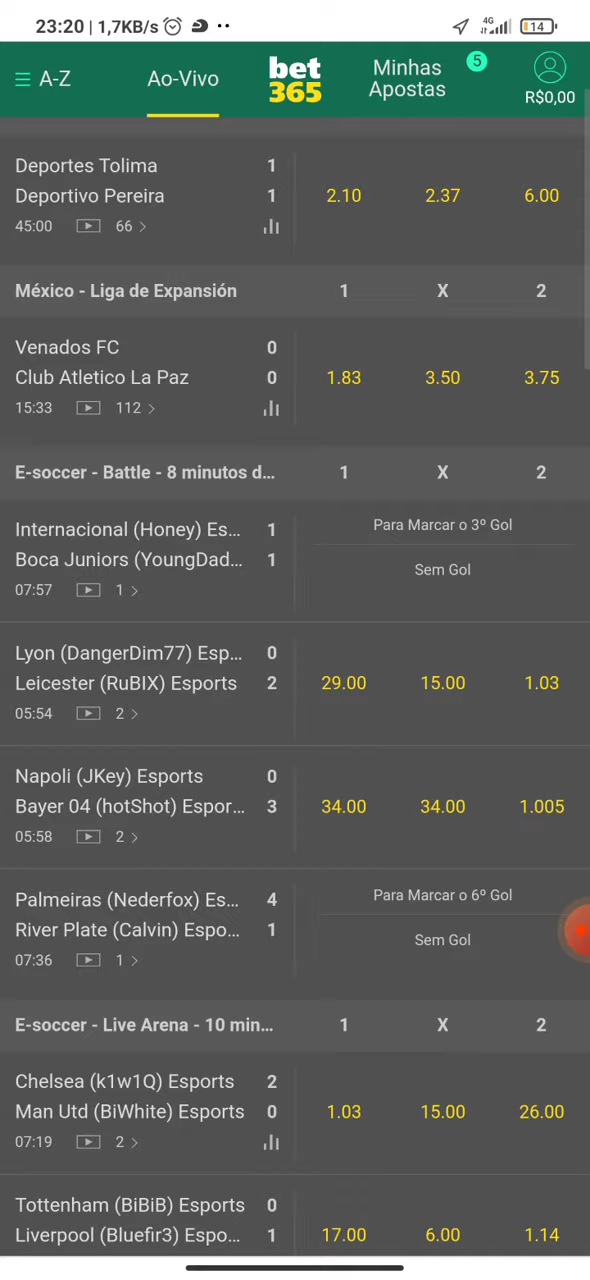 23:20 | 1,7KB/s 4G 14
A-Z Ao-Vivo bet365 Minhas Apostas 5 R$0,00
Deportes Tolima 1
Deportivo Pereira 1 2.10 2.37 6.00
45:00 66 >
México - Liga de Expansión 1 X 2
Venados FC 0
Club Atletico La Paz 0 1.83 3.50 3.75
15:33 112 >
E-soccer - Battle - 8 minutos d... 1 X 2
Internacional (Honey) Es... 1 Para Marcar o 3º Gol
Boca Juniors (YoungDad... 1 Sem Gol
07:57 1 >
Lyon (DangerDim77) Esp... 0
Leicester (RuBIX) Esports 2 29.00 15.00 1.03
05:54 2 >
Napoli (JKey) Esports 0
Bayer 04 (hotShot) Espor... 3 34.00 34.00 1.005
05:58 2 >
Palmeiras (Nederfox) Es... 4 Para Marcar o 6º Gol
River Plate (Calvin) Espo... 1 Sem Gol
07:36 1 >
E-soccer - Live Arena - 10 min... 1 X 2
Chelsea (k1w1Q) Esports 2
Man Utd (BiWhite) Esports 0 1.03 15.00 26.00
07:19 2 >
Tottenham (BiBiB) Esports 0
Liverpool (Bluefir3) Espo... 1 17.00 6.00 1.14